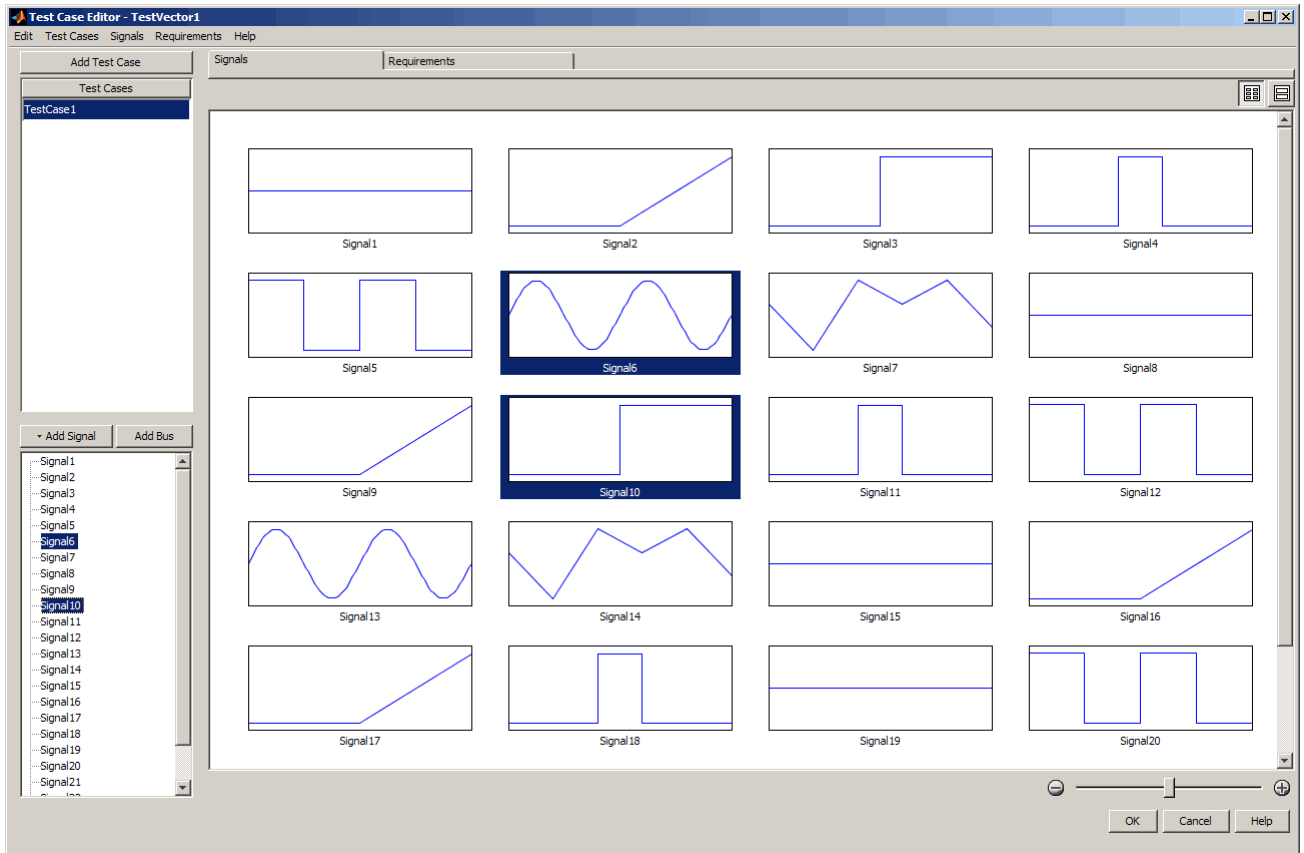 Test Case Editor - TestVector1
Edit Test Cases Signals Requirements Help
Add Test Case
Test Cases
TestCase1
Signals Requirements
Signal1 Signal2 Signal3 Signal4
Signal5 Signal6 Signal7 Signal8
Signal9 Signal10 Signal11 Signal12
Signal13 Signal14 Signal15 Signal16
Signal17 Signal18 Signal19 Signal20
Add Signal Add Bus
Signal1
Signal2
Signal3
Signal4
Signal5
Signal6
Signal7
Signal8
Signal9
Signal10
Signal11
Signal12
Signal13
Signal14
Signal15
Signal16
Signal17
Signal18
Signal19
Signal20
Signal21
OK Cancel Help